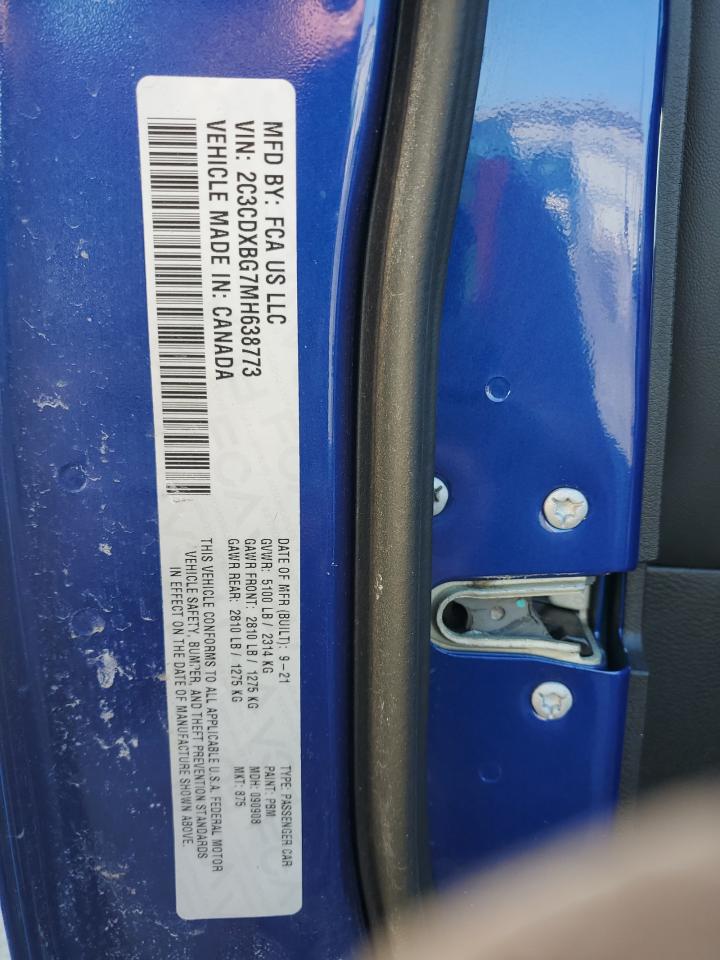 MFD BY: FCA US LLC
VIN: 2C3CDXBG7MH638773
VEHICLE MADE IN: CANADA
DATE OF MFR (BUILT): 9-21
GVWR: 5100 LB / 2314 KG
GAWR FRONT: 2810 LB / 1275 KG
GAWR REAR: 2810 LB / 1275 KG
TYPE: PASSENGER CAR
PAINT: PBM
MDH: 090908
MKT: 875
THIS VEHICLE CONFORMS TO ALL APPLICABLE U.S.A. FEDERAL MOTOR
VEHICLE SAFETY, BUMPER, AND THEFT PREVENTION STANDARDS
IN EFFECT ON THE DATE OF MANUFACTURE SHOWN ABOVE.